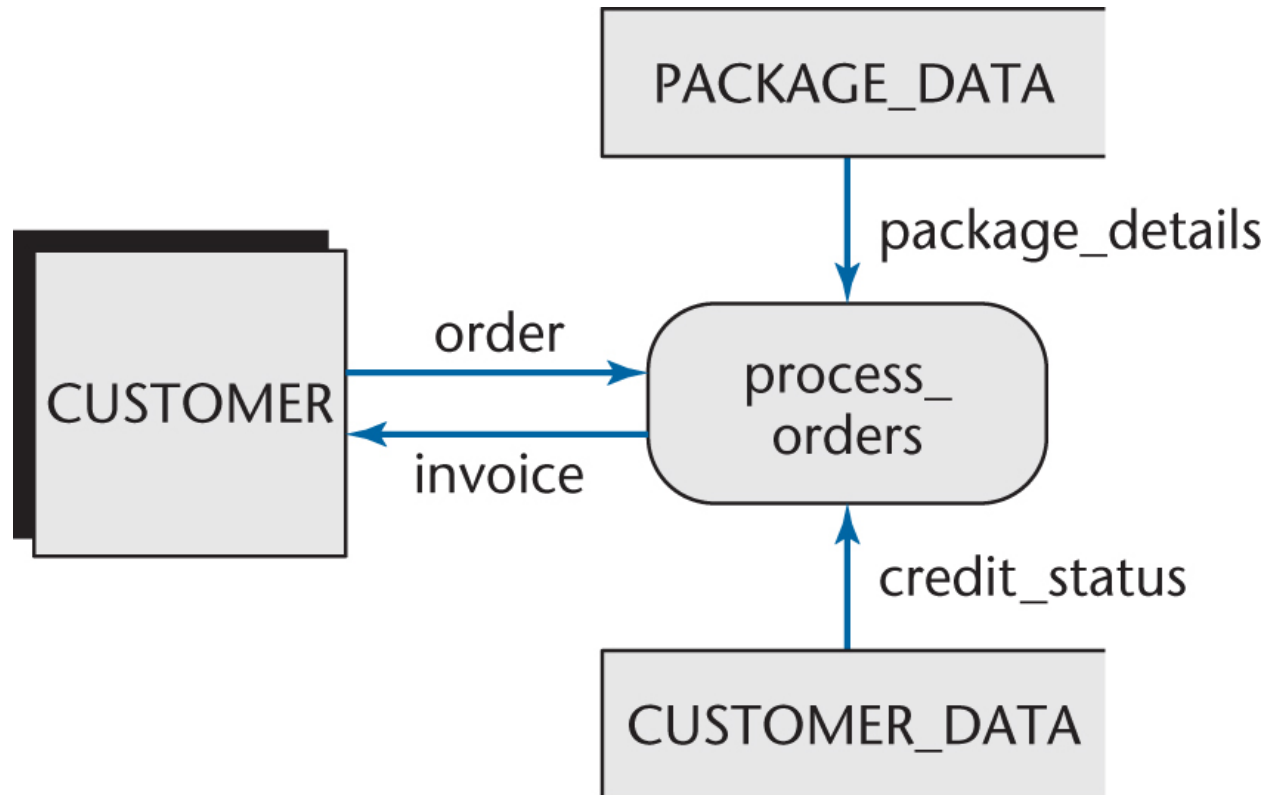 PACKAGE_DATA
package_details
order
CUSTOMER
process_
orders
invoice
credit_status
CUSTOMER_DATA